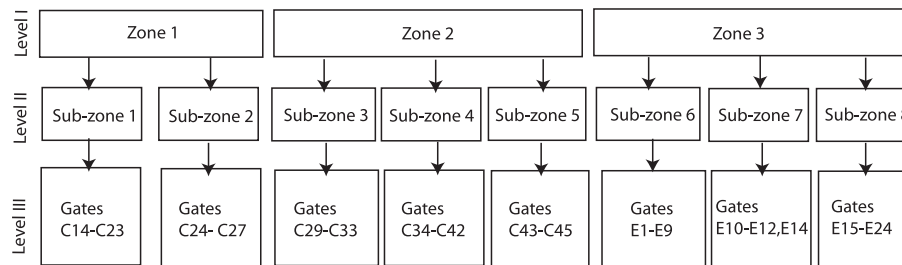 Level I
Zone 1
Zone 2
Zone 3
Level II
Sub-zone 1
Sub-zone 2
Sub-zone 3
Sub-zone 4
Sub-zone 5
Sub-zone 6
Sub-zone 7
Sub-zone 8
Level III
Gates
C14-C23
Gates
C24- C27
Gates
C29-C33
Gates
C34-C42
Gates
C43-C45
Gates
E1-E9
Gates
E10-E12,E14
Gates
E15-E24